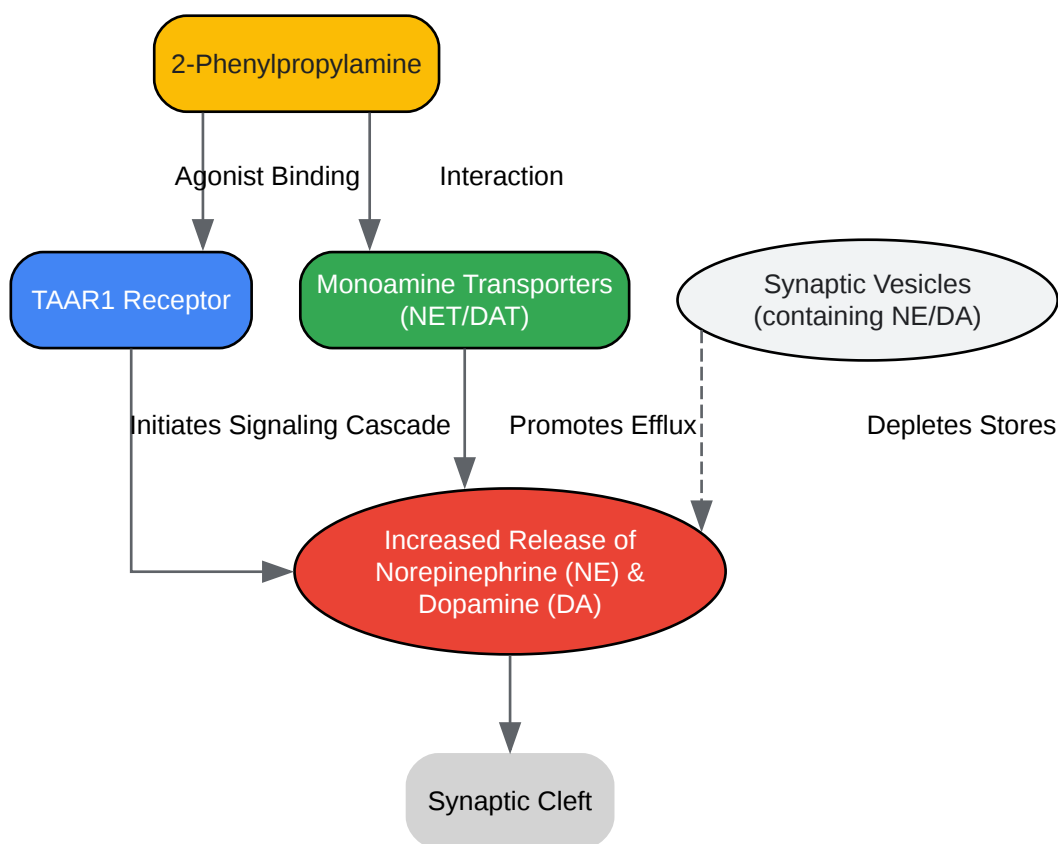 2-Phenylpropylamine
Agonist Binding
Interaction
TAAR1 Receptor
Monoamine Transporters
(NET/DAT)
Synaptic Vesicles
(containing NE/DA)
Initiates Signaling Cascade
Promotes Efflux
Depletes Stores
Increased Release of
Norepinephrine (NE) &
Dopamine (DA)
Synaptic Cleft